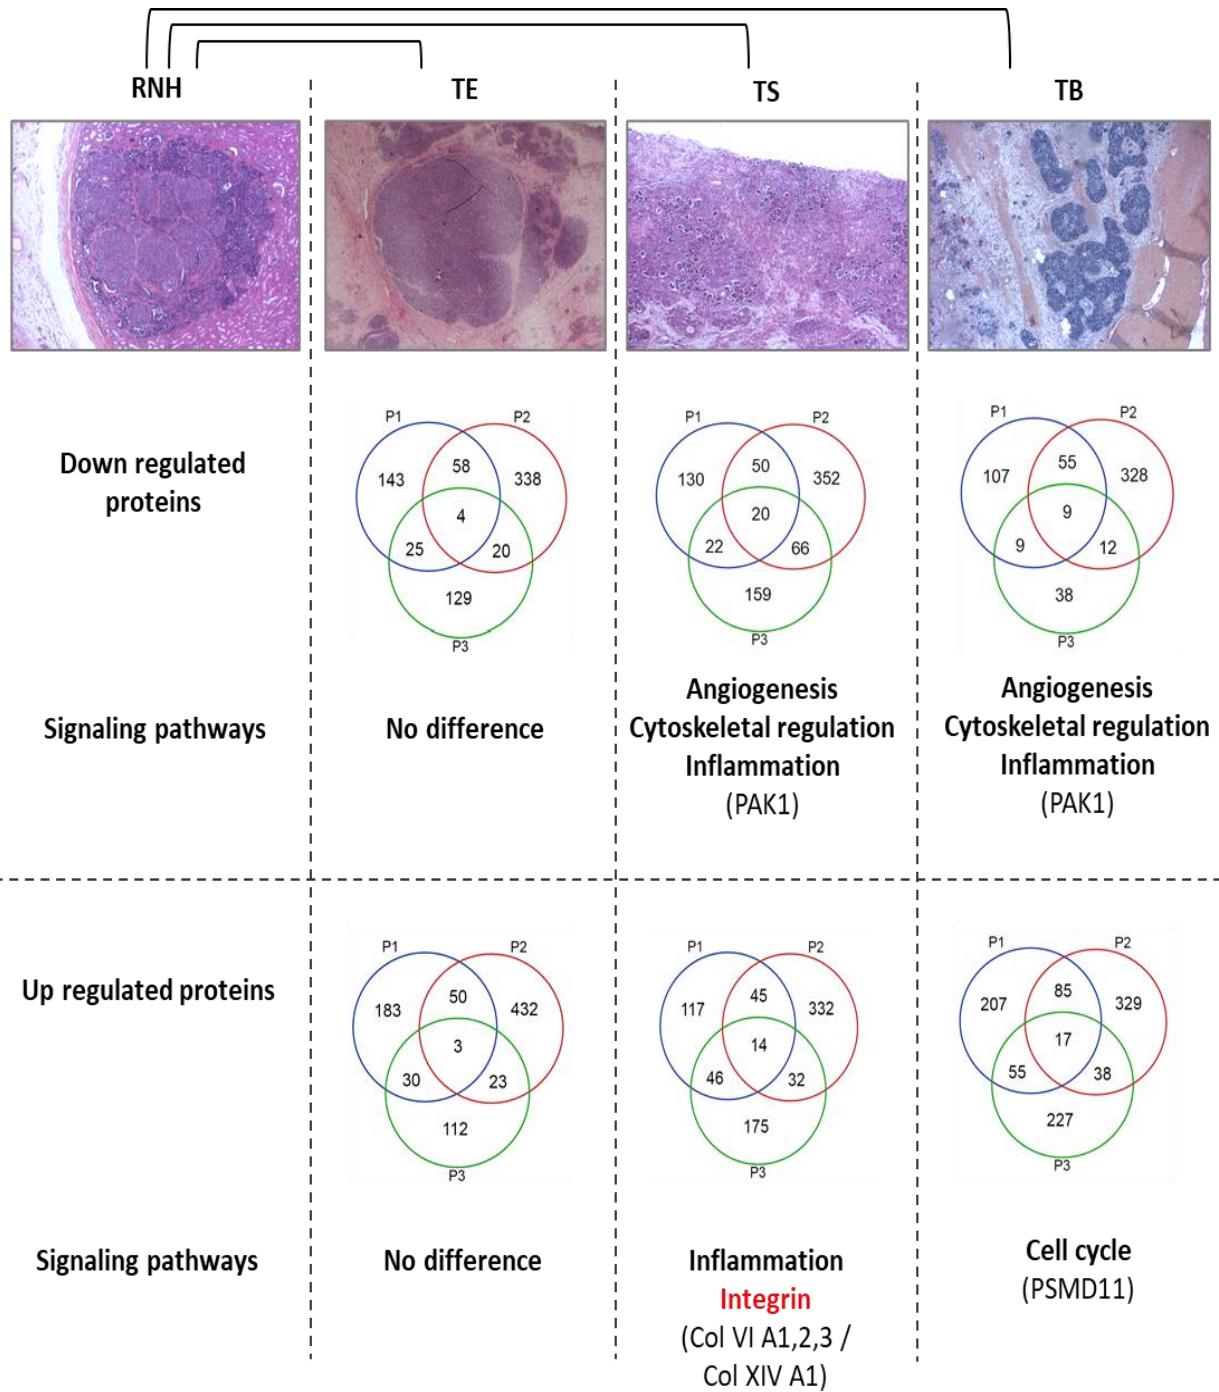 RNH
TE
TS
TB
Down regulated
proteins
P1
P2
143
58
338
4
25
20
129
P3
P1
P2
130
50
352
20
22
66
159
P3
P1
P2
107
55
328
9
9
12
38
P3
Signaling pathways
No difference
Angiogenesis
Cytoskeletal regulation
Inflammation
(PAK1)
Angiogenesis
Cytoskeletal regulation
Inflammation
(PAK1)
Up regulated proteins
P1
P2
183
50
432
3
30
23
112
P3
P1
P2
117
45
332
14
46
32
175
P3
P1
P2
207
85
329
17
55
38
227
P3
Signaling pathways
No difference
Inflammation
Integrin
(Col VI A1,2,3 /
Col XIV A1)
Cell cycle
(PSMD11)